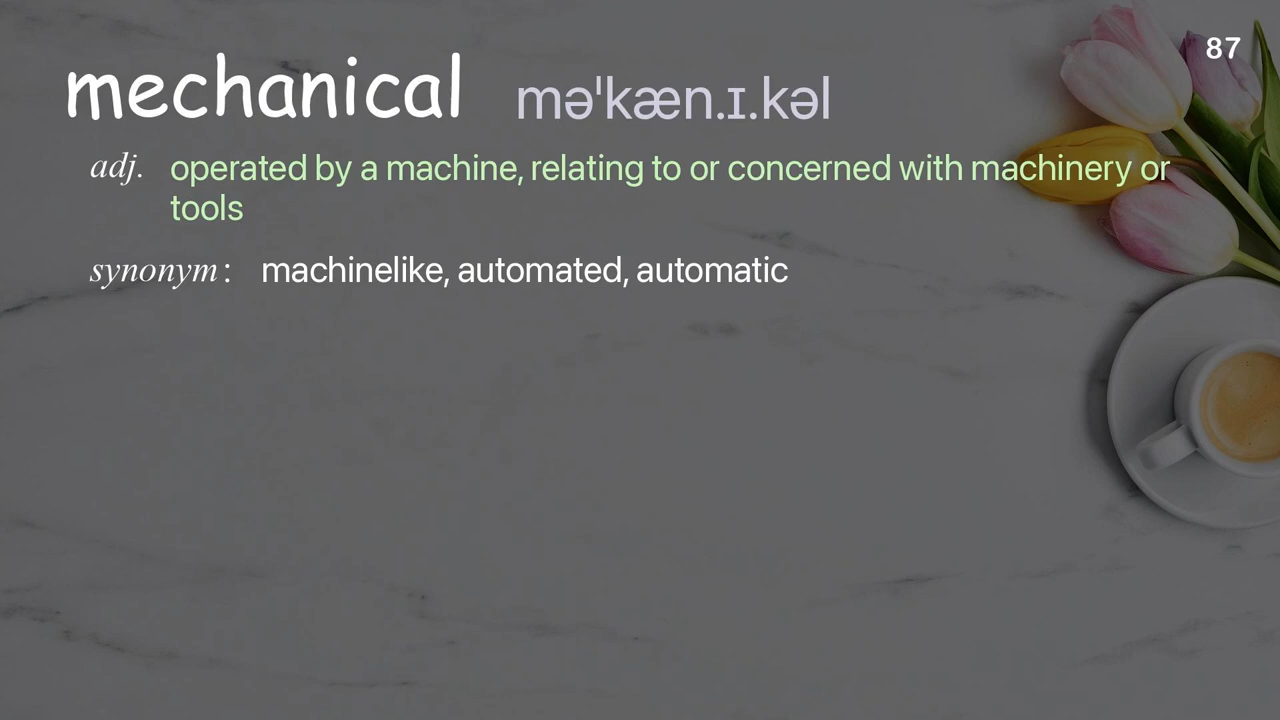 87
mechanical məˈkæn.ɪ.kəl
adj. operated by a machine, relating to or concerned with machinery or
tools
synonym : machinelike, automated, automatic